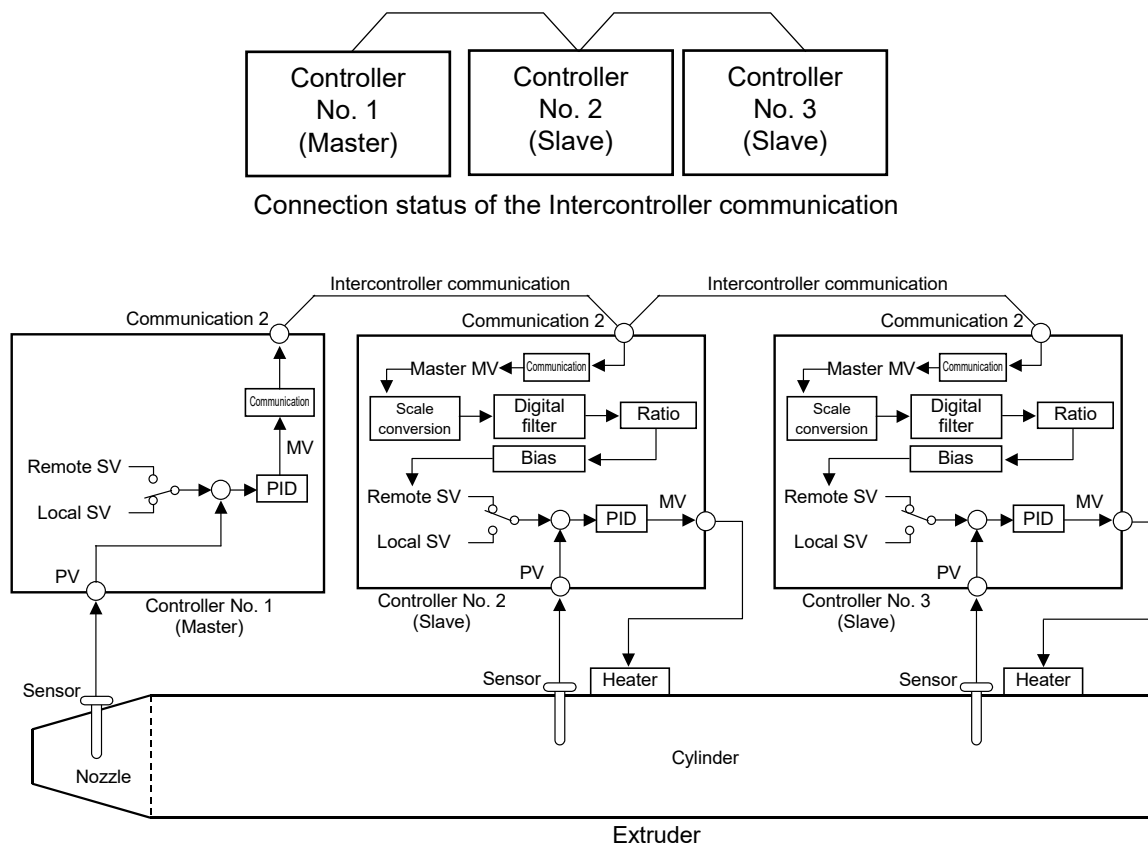 Controller
No. 1
(Master)
Controller
No. 2
(Slave)
Controller
No. 3
(Slave)
Connection status of the Intercontroller communication
Intercontroller communication
Intercontroller communication
Communication 2
Communication
MV
Remote SV
Local SV
PID
PV
Controller No. 1
(Master)
Communication 2
Master MV
Communication
Scale
conversion
Digital
filter
Ratio
Bias
Remote SV
Local SV
PID
MV
PV
Controller No. 2
(Slave)
Communication 2
Master MV
Communication
Scale
conversion
Digital
filter
Ratio
Bias
Remote SV
Local SV
PID
MV
PV
Controller No. 3
(Slave)
Sensor
Sensor
Heater
Sensor
Heater
Nozzle
Cylinder
Extruder